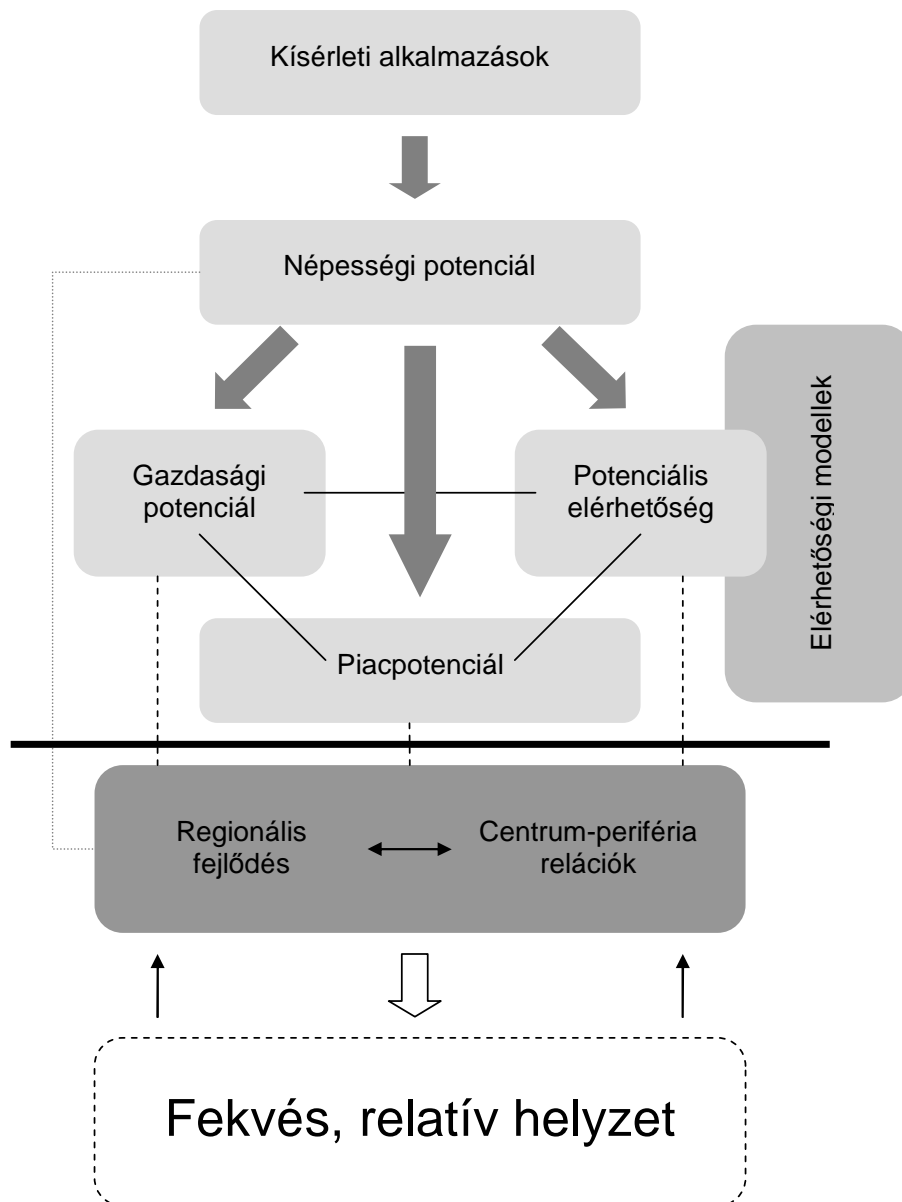 Kísérleti alkalmazások
Népességi potenciál
Gazdasági
potenciál
Potenciális
elérhetőség
Elérhetőségi modellek
Piacpotenciál
Regionális
fejlődés
Centrum-periféria
relációk
Fekvés, relatív helyzet